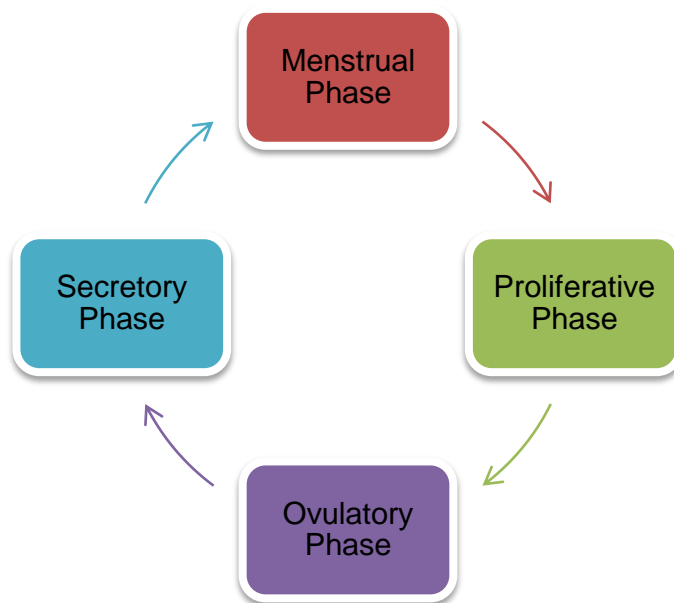 Menstrual
Phase
Proliferative
Phase
Ovulatory
Phase
Secretory
Phase